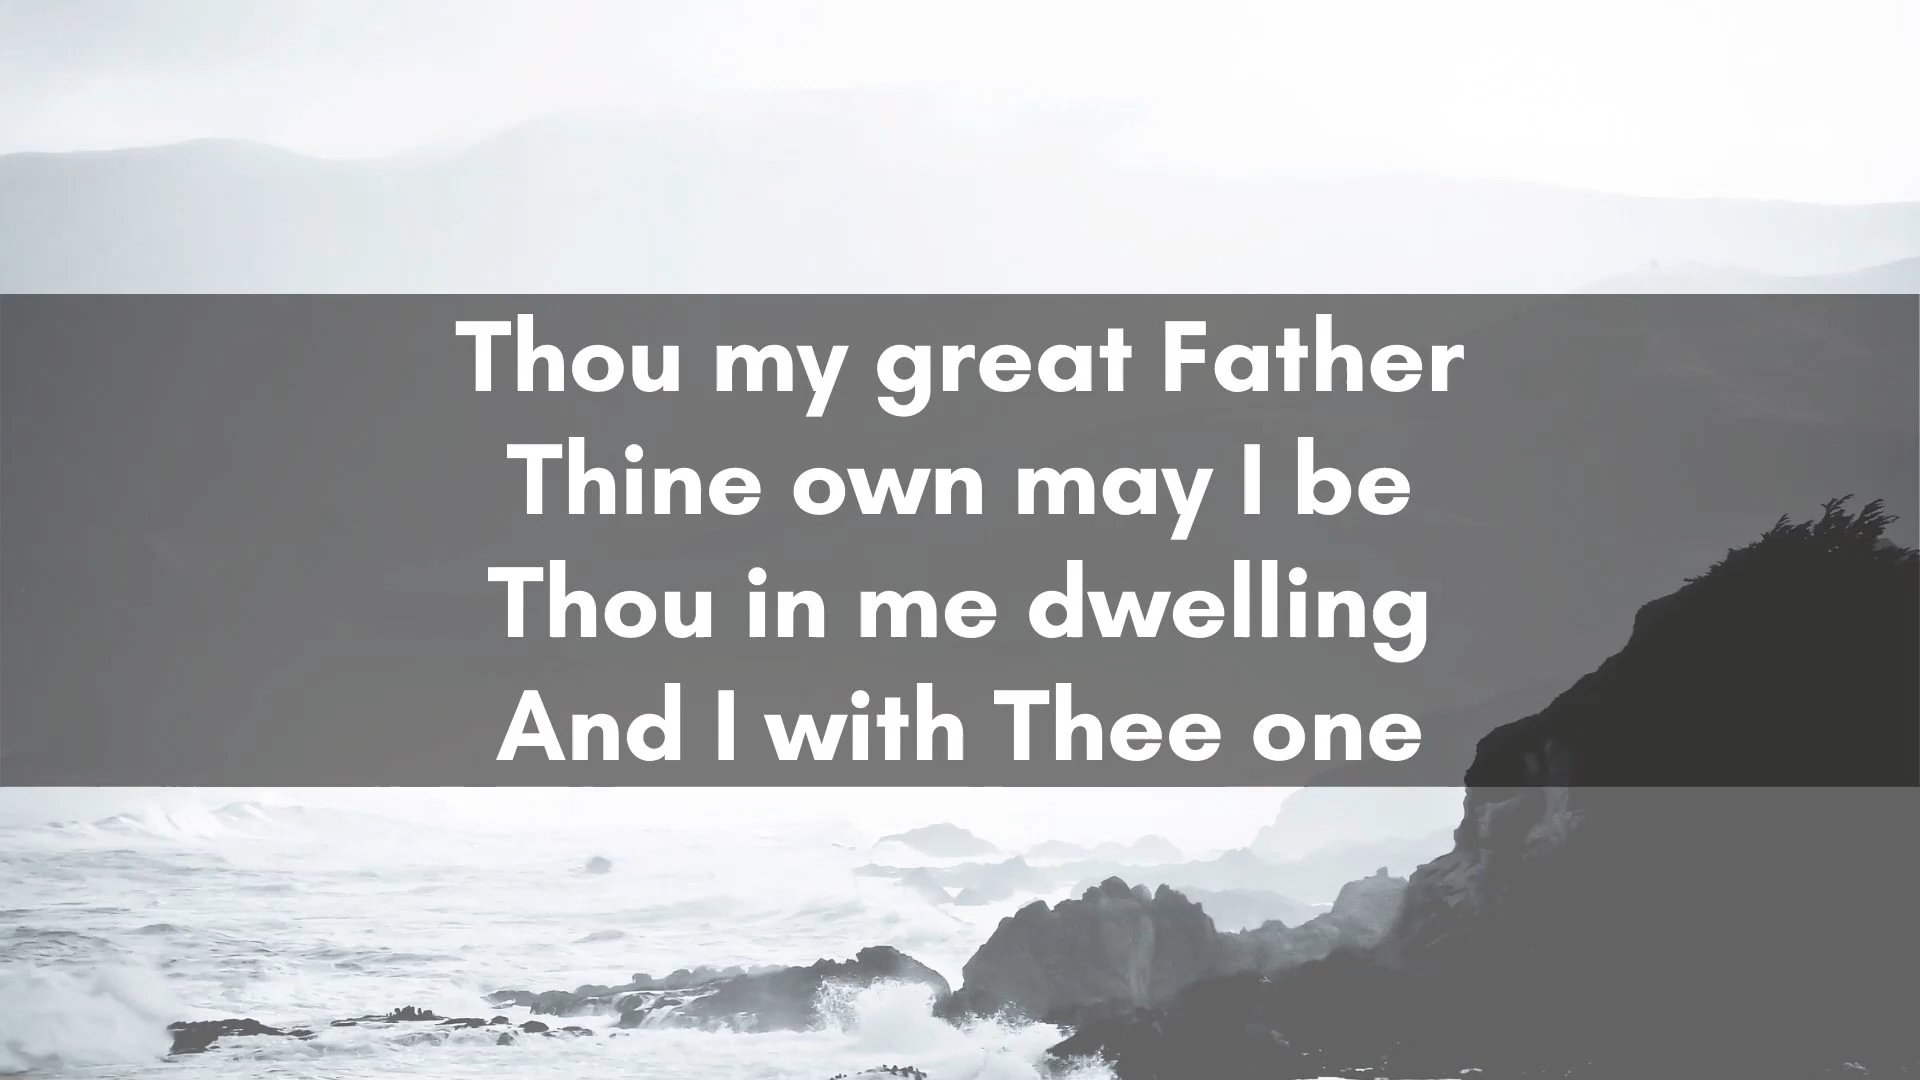 Thou my great Father
Thine own may I be
Thou in me dwelling
And I with Thee one